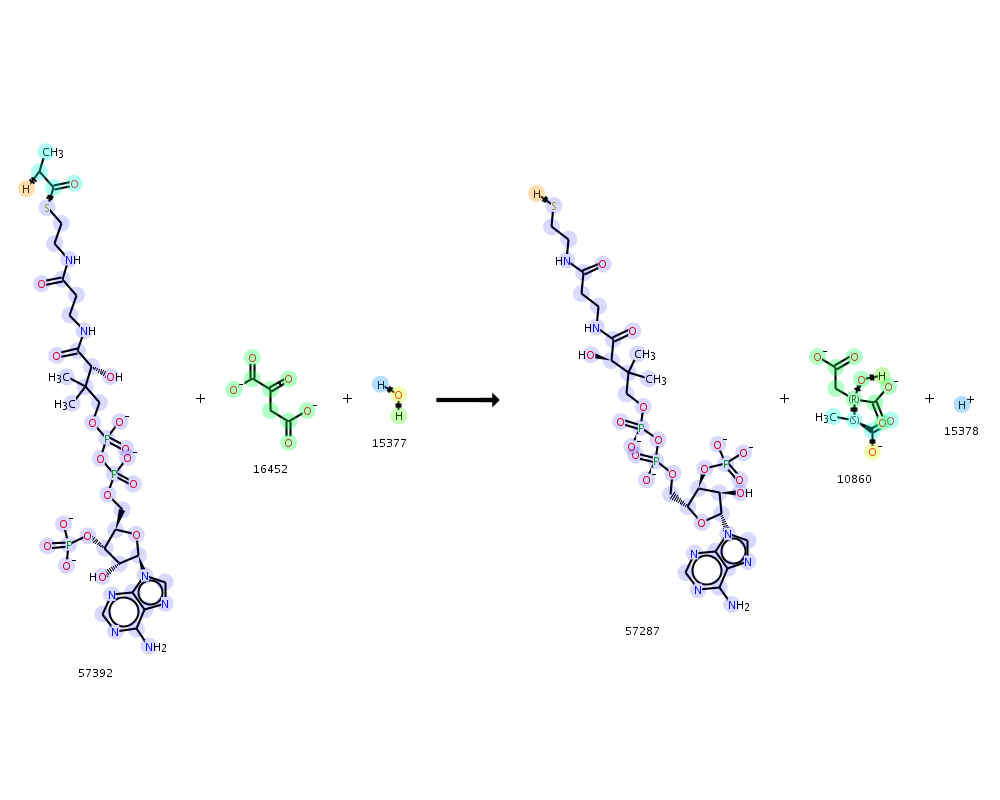 CH3
H
O
S
NH
O
NH
O
OH
H3C
H3C
O
O-
P
O
O
O-
P
O
O
O-
O
P
O-
O-
O
O
HO
N
N
N
N
NH2
57392
+
O
O-
O
O-
O
16452
+
H
O
H
15377
H
S
HN
O
HN
O
HO
CH3
CH3
O
O
P
O-
O
O
P
O-
O
O-
P
O-
O
O
OH
O
N
N
N
N
NH2
57287
+
O-
O
O
H
O-
(R)
O
H3C
(S)
O
O-
10860
+
H+
15378